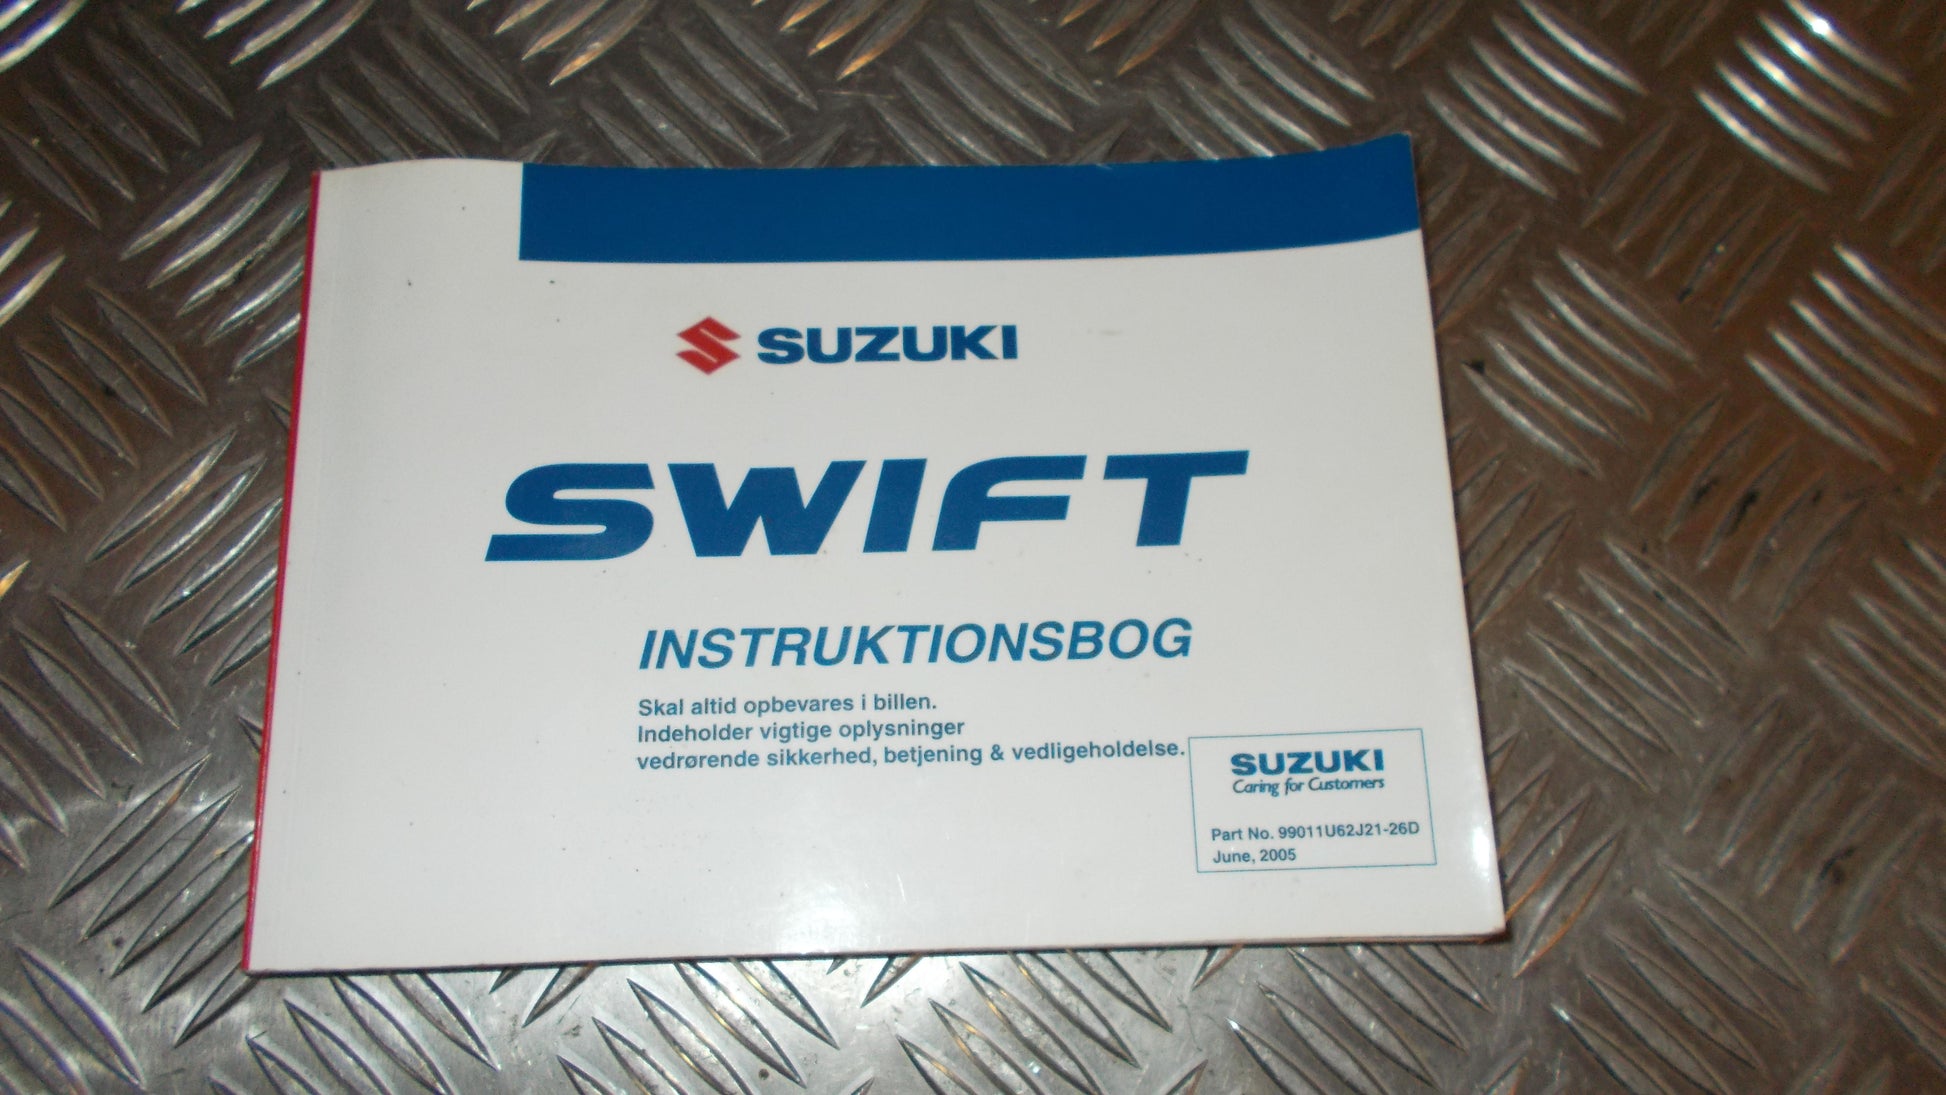 SUZUKI
SWIFT
INSTRUKTIONSBOG
Skal altid opbevares i billen.
Indeholder vigtige oplysninger
vedrørende sikkerhed, betjening & vedligeholdelse.
SUZUKI
Caring for Customers
Part No. 99011U62J21-26D
June, 2005